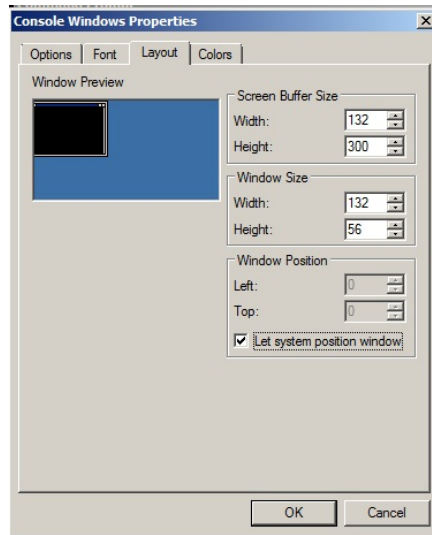 Console Windows Properties
Options Font Layout Colors
Window Preview
Screen Buffer Size
Width: 132
Height: 300
Window Size
Width: 132
Height: 56
Window Position
Left: 0
Top: 0
Let system position window
OK Cancel